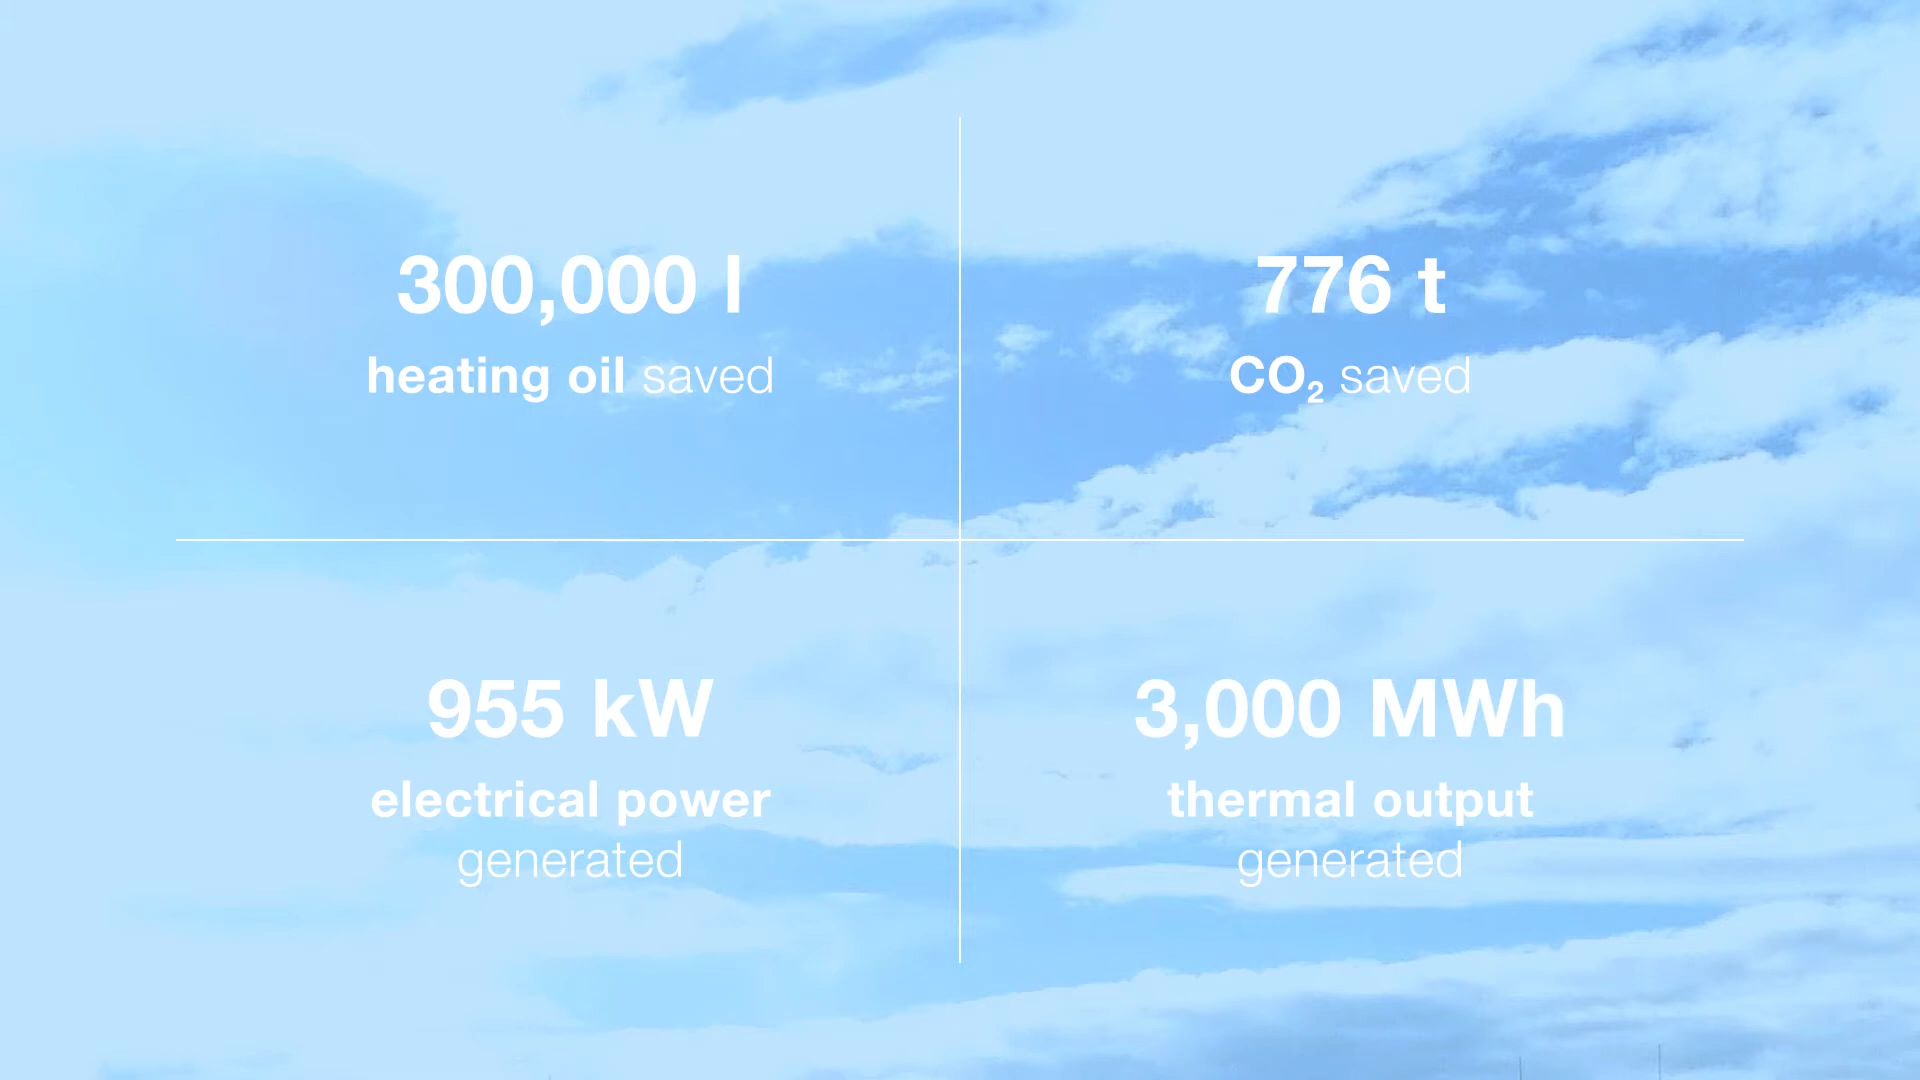 300,000 l
heating oil saved
776 t
CO₂ saved
955 kW
electrical power
generated
3,000 MWh
thermal output
generated